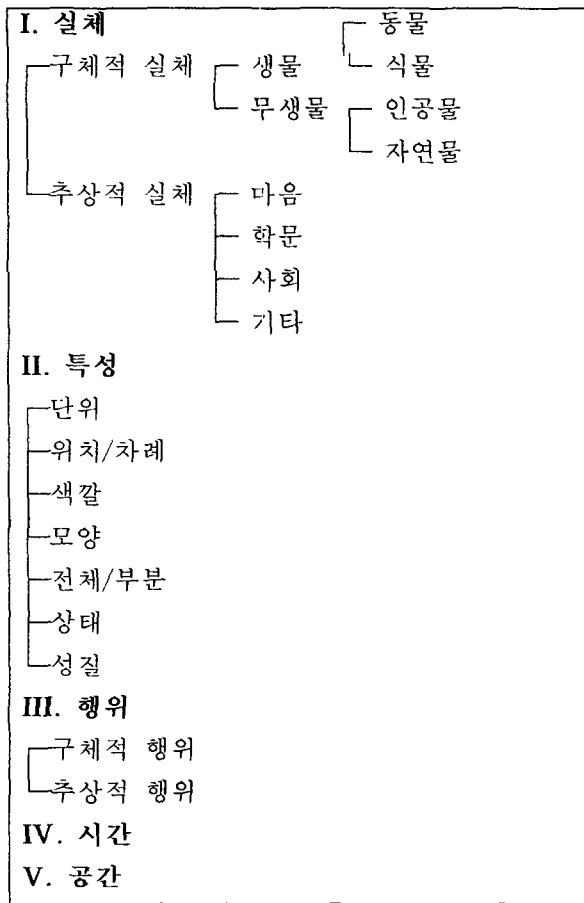 I. 실체 동물
구체적 실체 생물 식물
무생물 인공물
자연물
추상적 실체 마음
학문
사회
기타
II. 특성
단위
위치/차례
색깔
모양
전체/부분
상태
성질
III. 행위
구체적 행위
추상적 행위
IV. 시간
V. 공간